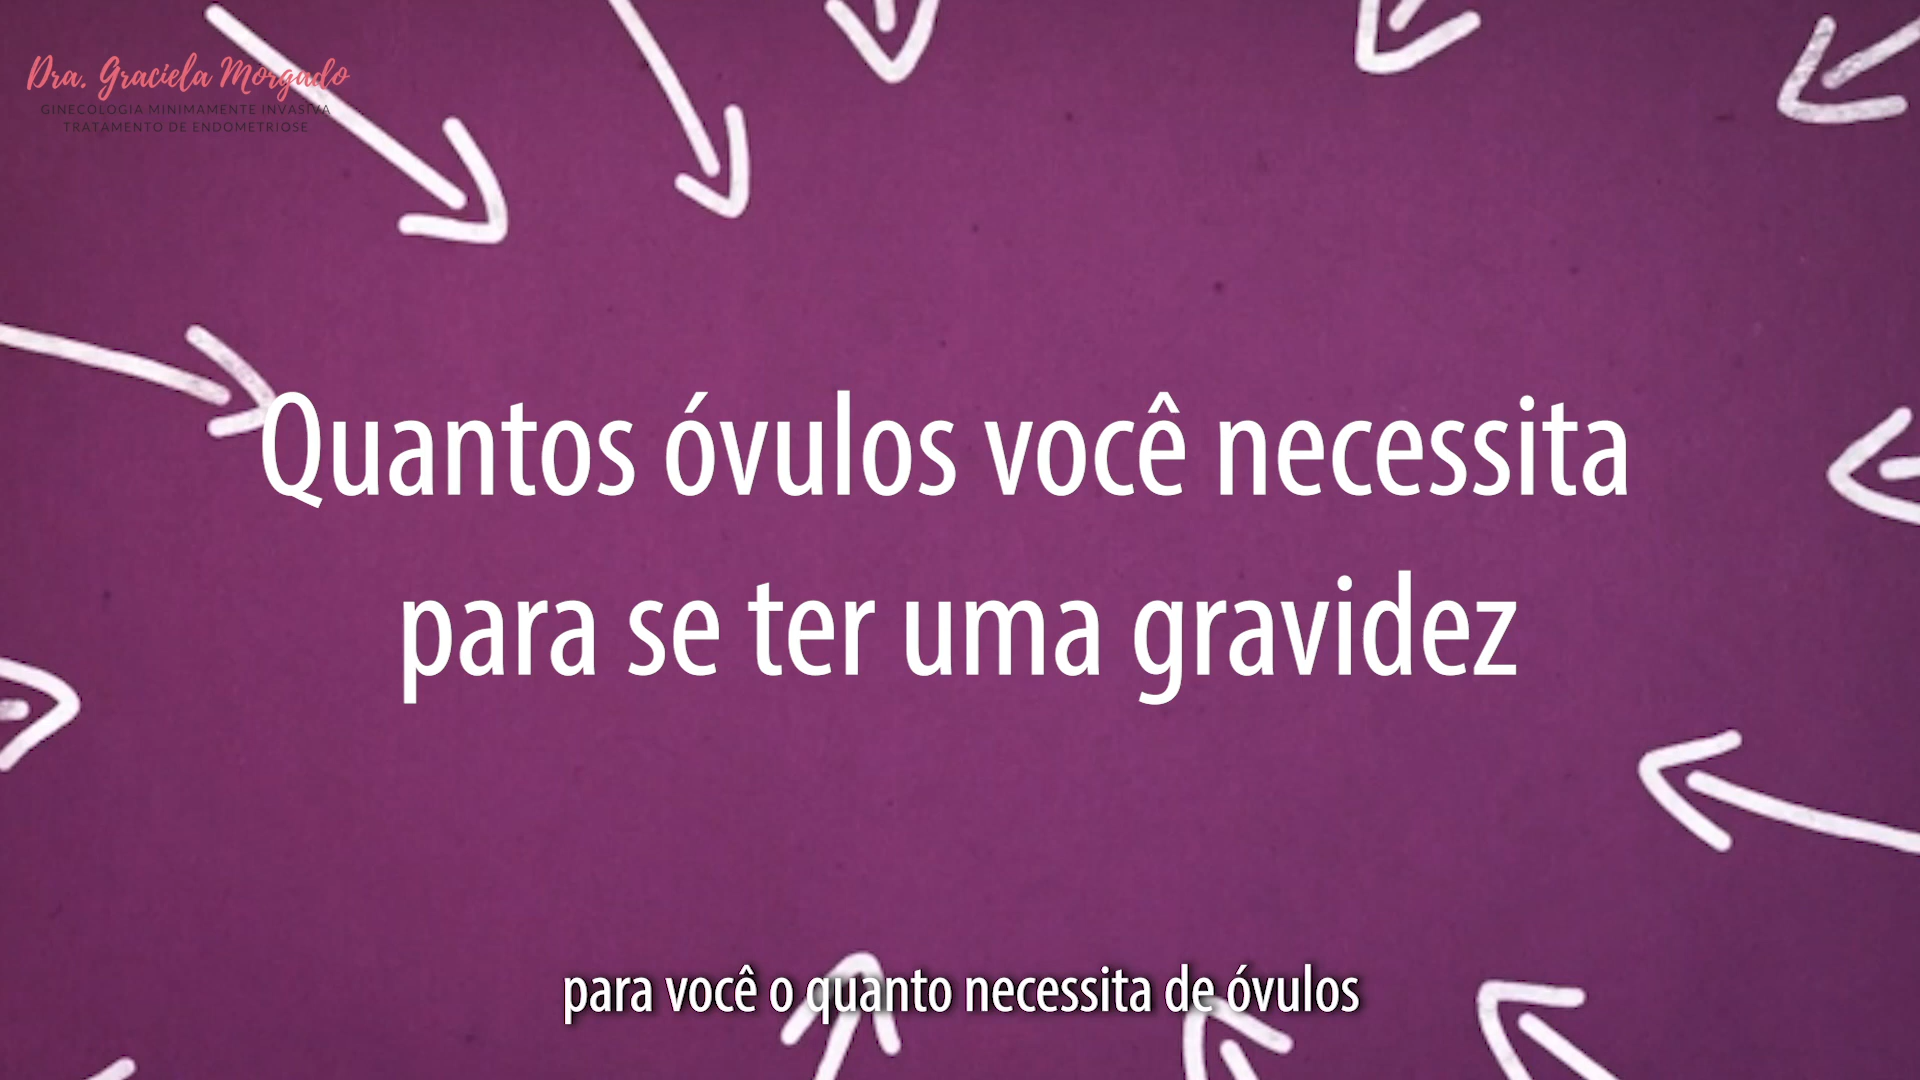 Dra. Graciela Morgado
GINECOLOGIA MINIMAMENTE INVASIVA
TRATAMENTO DE ENDOMETRIOSE
Quantos óvulos você necessita
para se ter uma gravidez
para você o quanto necessita de óvulos